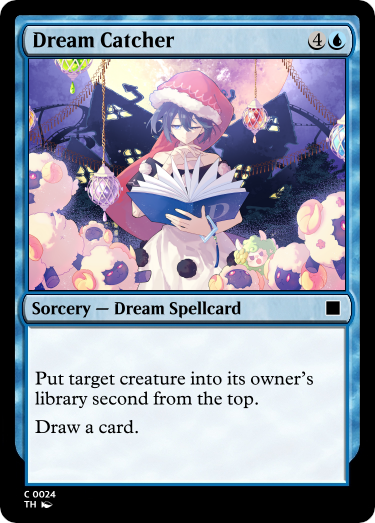 Dream Catcher 4
Sorcery — Dream Spellcard
Put target creature into its owner's
library second from the top.
Draw a card.
C 0024
TH